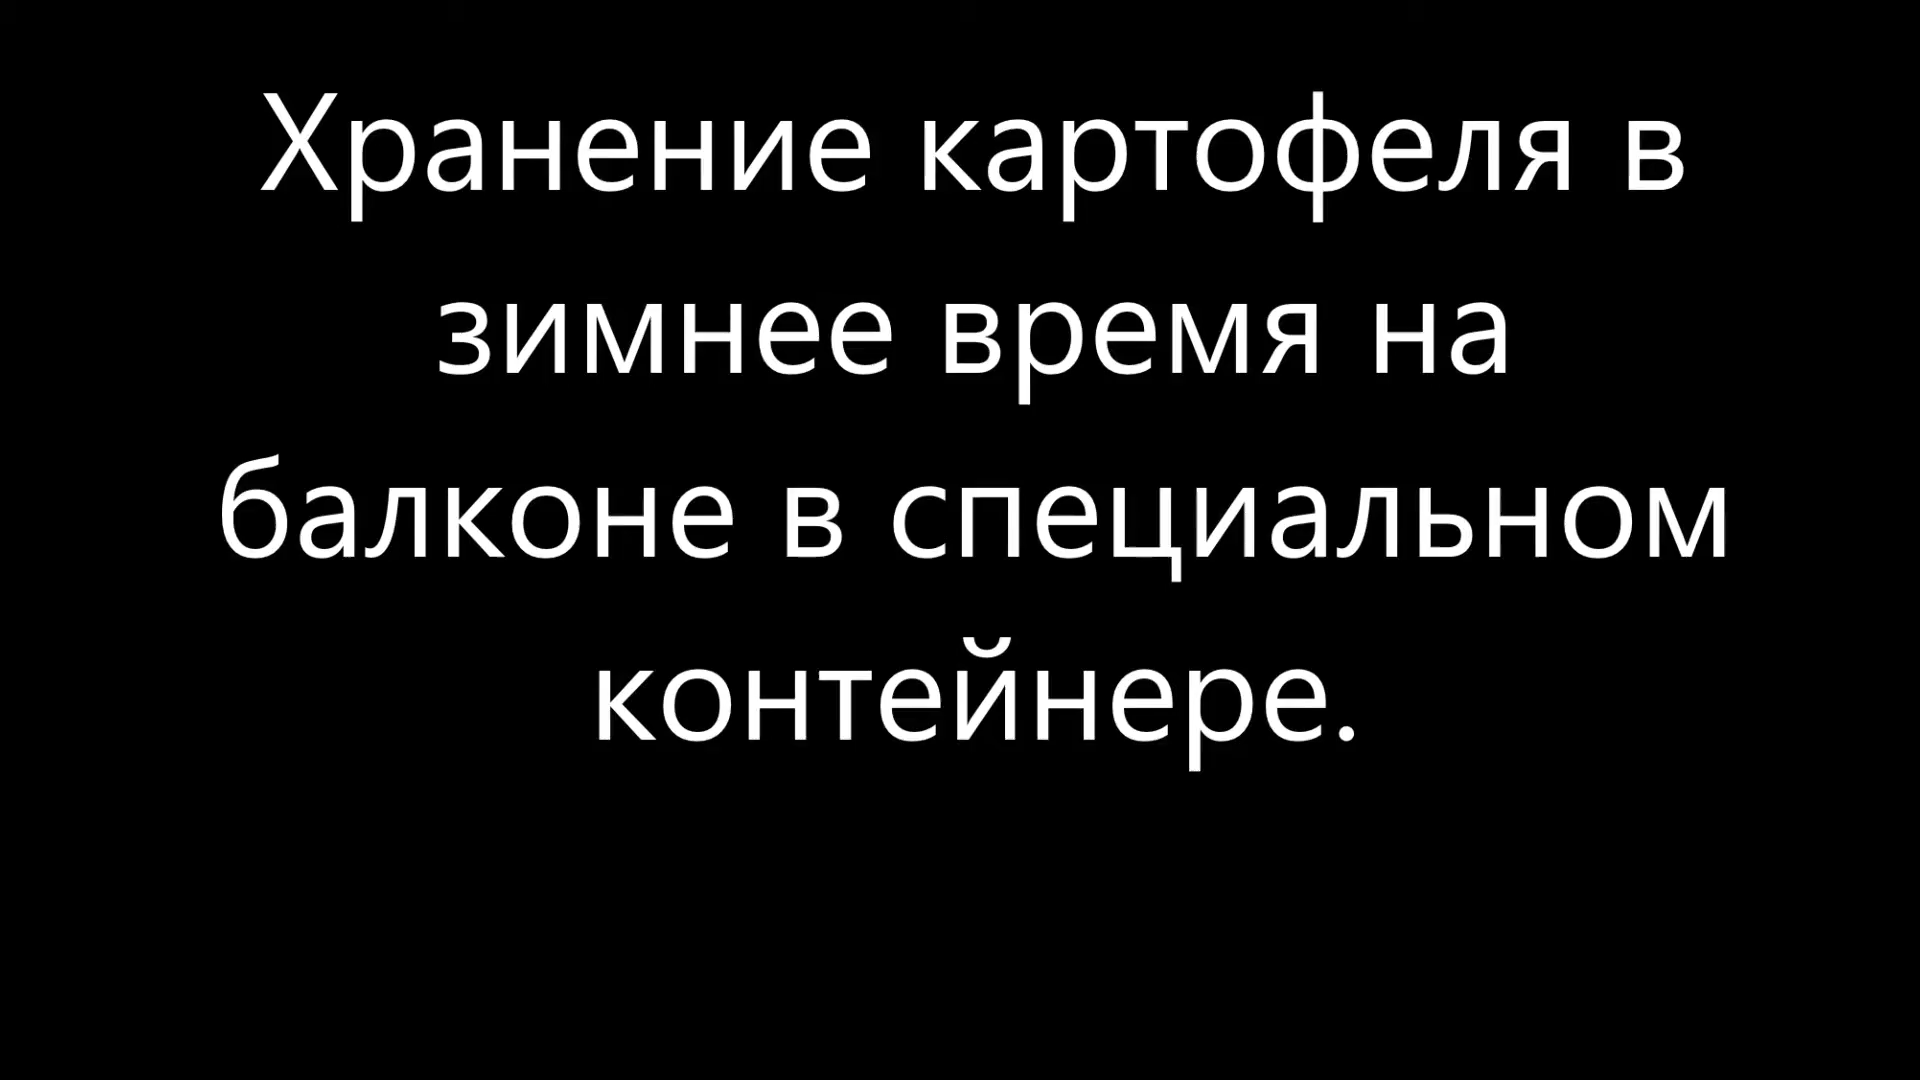 Хранение картофеля в
зимнее время на
балконе в специальном
контейнере.